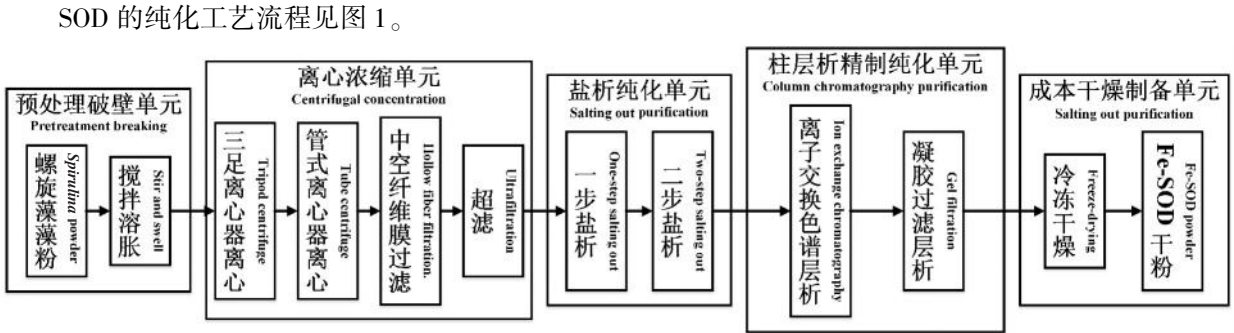 SOD 的纯化工艺流程见图 1。
预处理破壁单元
Pretreatment breaking
螺旋藻藻粉
Spirulina powder
搅拌溶胀
Stir and swell
离心浓缩单元
Centrifugal concentration
三足离心器离心
Tripod centrifuge
管式离心器离心
Tube centrifuge
中空纤维膜过滤
Hollow fiber filtration.
超滤
Ultrafiltration
盐析纯化单元
Salting out purification
一步盐析
One-step salting out
二步盐析
Two-step salting out
柱层析精制纯化单元
Column chromatography purification
离子交换色谱层析
Ion exchange chromatography
凝胶过滤层析
Gel filtration
成本干燥制备单元
Salting out purification
冷冻干燥
Freeze-drying
Fe-SOD 干粉
Fe-SOD powder